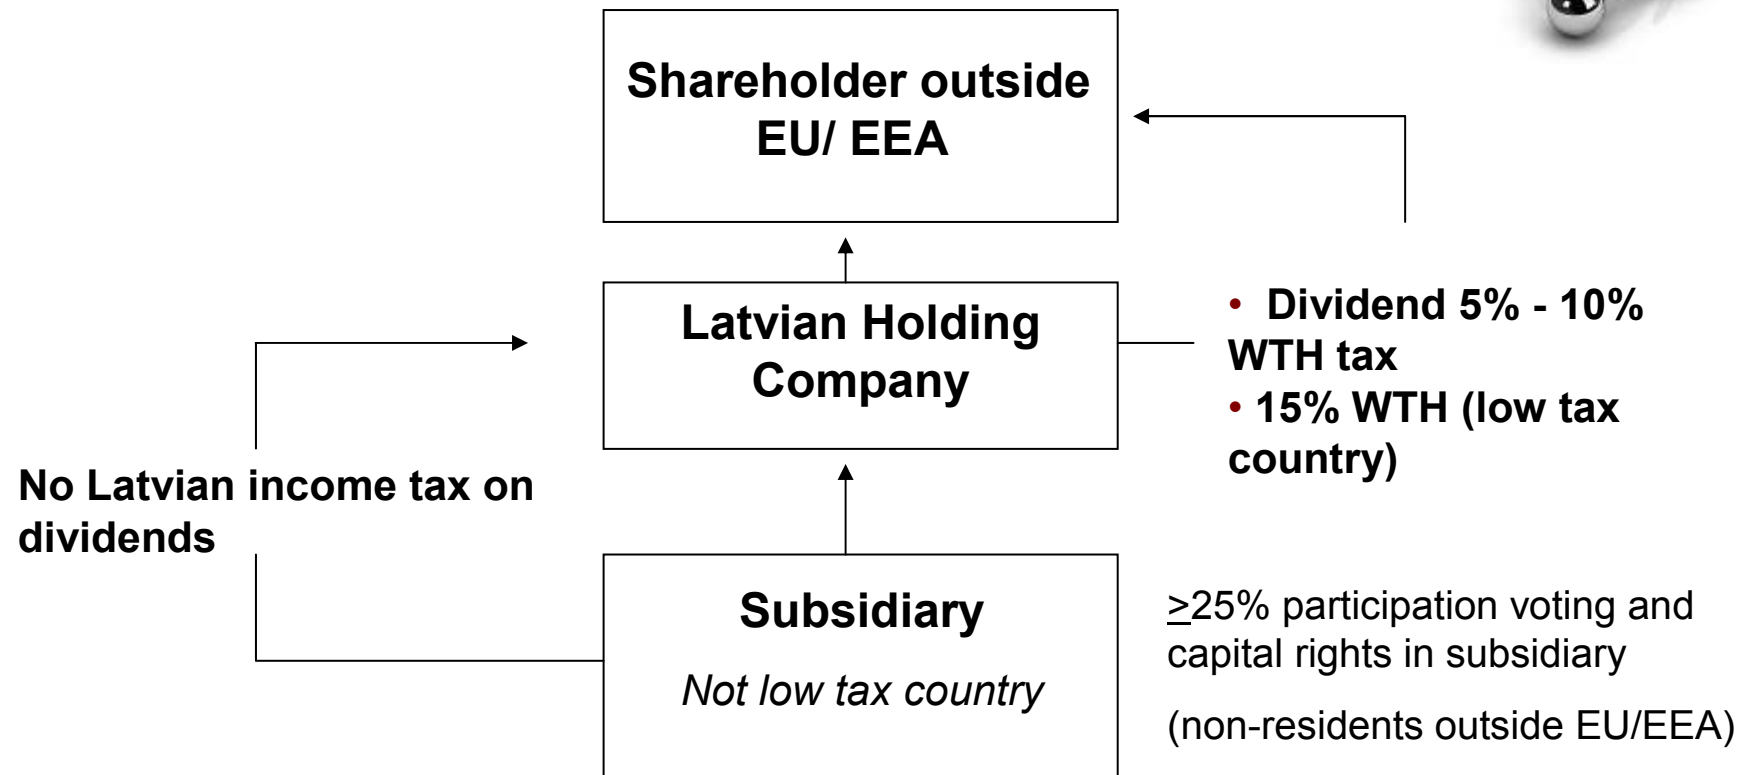 Shareholder outside
EU/ EEA
Latvian Holding
Company
• Dividend 5% - 10%
WTH tax
• 15% WTH (low tax
country)
No Latvian income tax on
dividends
Subsidiary
Not low tax country
≥25% participation voting and
capital rights in subsidiary
(non-residents outside EU/EEA)